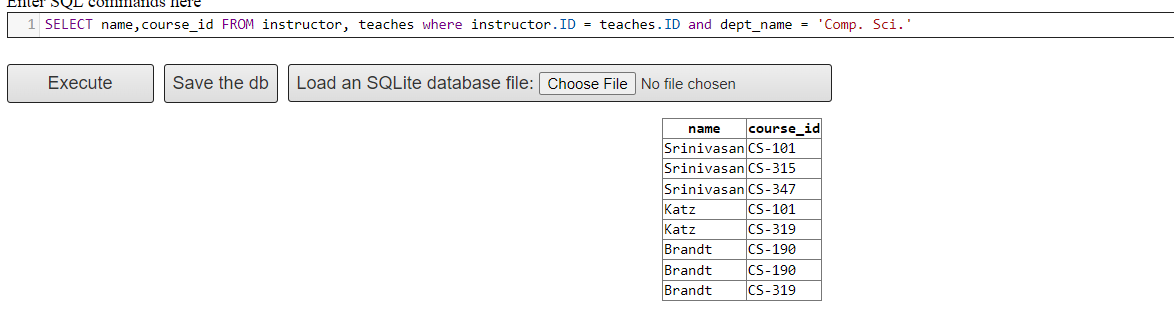 Enter SQL commands here
1 SELECT name,course_id FROM instructor, teaches where instructor.ID = teaches.ID and dept_name = 'Comp. Sci.'
Execute Save the db Load an SQLite database file: Choose File No file chosen
name course_id
Srinivasan CS-101
Srinivasan CS-315
Srinivasan CS-347
Katz CS-101
Katz CS-319
Brandt CS-190
Brandt CS-190
Brandt CS-319